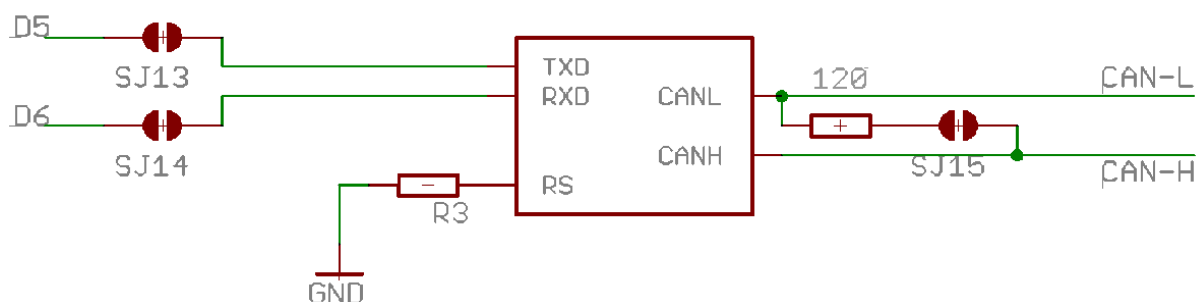 D5
SJ13
D6
SJ14
TXD
RXD
CANL
CANH
RS
R3
GND
120
SJ15
CAN-L
CAN-H